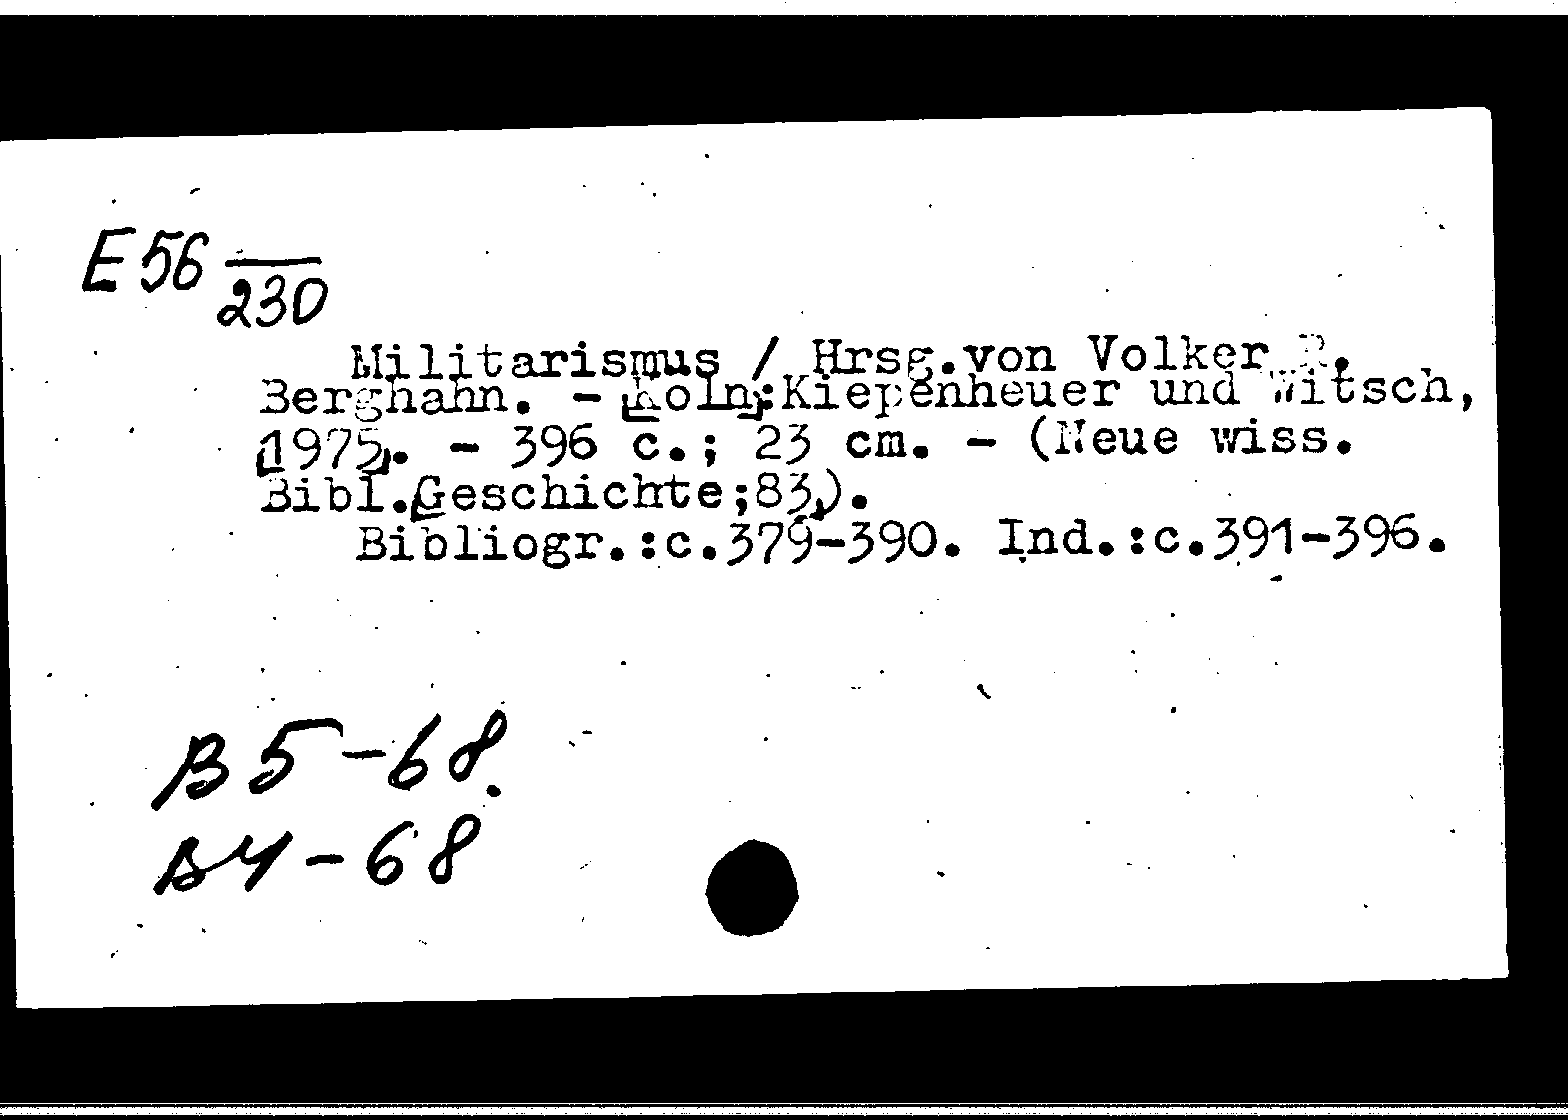 E56 —
230
Militarismus / Hrsg.von Volker R.
Berghahn. - [Köln]:Kiepenheuer und Witsch,
[1975]. - 396 c.; 23 cm. - (Neue wiss.
Bibl.[Geschichte;83]).
Bibliogr.:c.379-390. Ind.:c.391-396.
B5-68.
B4-68